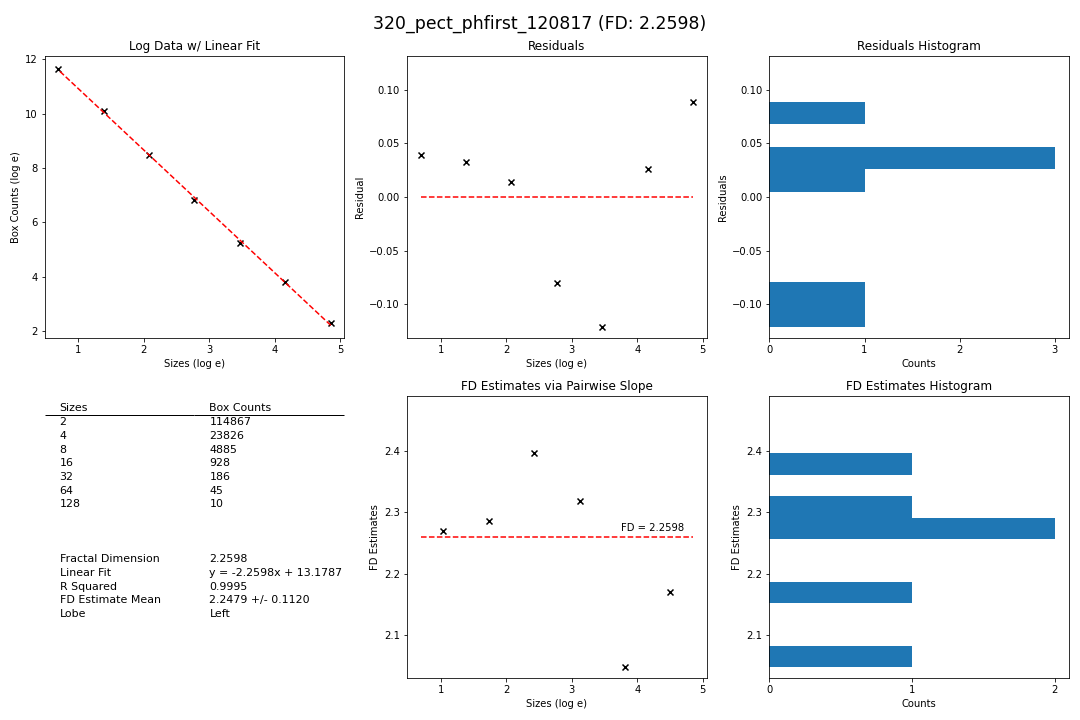 320_pect_phfirst_120817 (FD: 2.2598)
Log Data w/ Linear Fit
Box Counts (log e)
12
10
8
6
4
2
1 2 3 4 5
Sizes (log e)
Residuals
Residual
0.10
0.05
0.00
−0.05
−0.10
1 2 3 4 5
Sizes (log e)
Residuals Histogram
Residuals
0.10
0.05
0.00
−0.05
−0.10
0 1 2 3
Counts
Sizes Box Counts
2 114867
4 23826
8 4885
16 928
32 186
64 45
128 10
Fractal Dimension 2.2598
Linear Fit y = -2.2598x + 13.1787
R Squared 0.9995
FD Estimate Mean 2.2479 +/- 0.1120
Lobe Left
FD Estimates via Pairwise Slope
FD Estimates
2.4
2.3
2.2
2.1
FD = 2.2598
1 2 3 4 5
Sizes (log e)
FD Estimates Histogram
FD Estimates
2.4
2.3
2.2
2.1
0 1 2
Counts